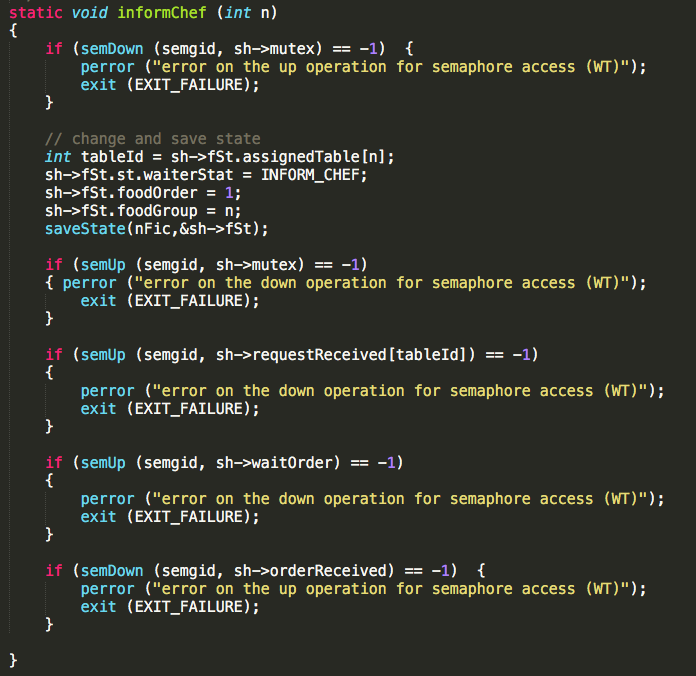 static void informChef (int n)
{
    if (semDown (semgid, sh->mutex) == -1)  {
        perror ("error on the up operation for semaphore access (WT)");
        exit (EXIT_FAILURE);
    }

    // change and save state
    int tableId = sh->fSt.assignedTable[n];
    sh->fSt.st.waiterStat = INFORM_CHEF;
    sh->fSt.foodOrder = 1;
    sh->fSt.foodGroup = n;
    saveState(nFic,&sh->fSt);

    if (semUp (semgid, sh->mutex) == -1)
    { perror ("error on the down operation for semaphore access (WT)");
        exit (EXIT_FAILURE);
    }

    if (semUp (semgid, sh->requestReceived[tableId]) == -1)
    {
        perror ("error on the down operation for semaphore access (WT)");
        exit (EXIT_FAILURE);
    }

    if (semUp (semgid, sh->waitOrder) == -1)
    {
        perror ("error on the down operation for semaphore access (WT)");
        exit (EXIT_FAILURE);
    }

    if (semDown (semgid, sh->orderReceived) == -1)  {
        perror ("error on the up operation for semaphore access (WT)");
        exit (EXIT_FAILURE);
    }

}